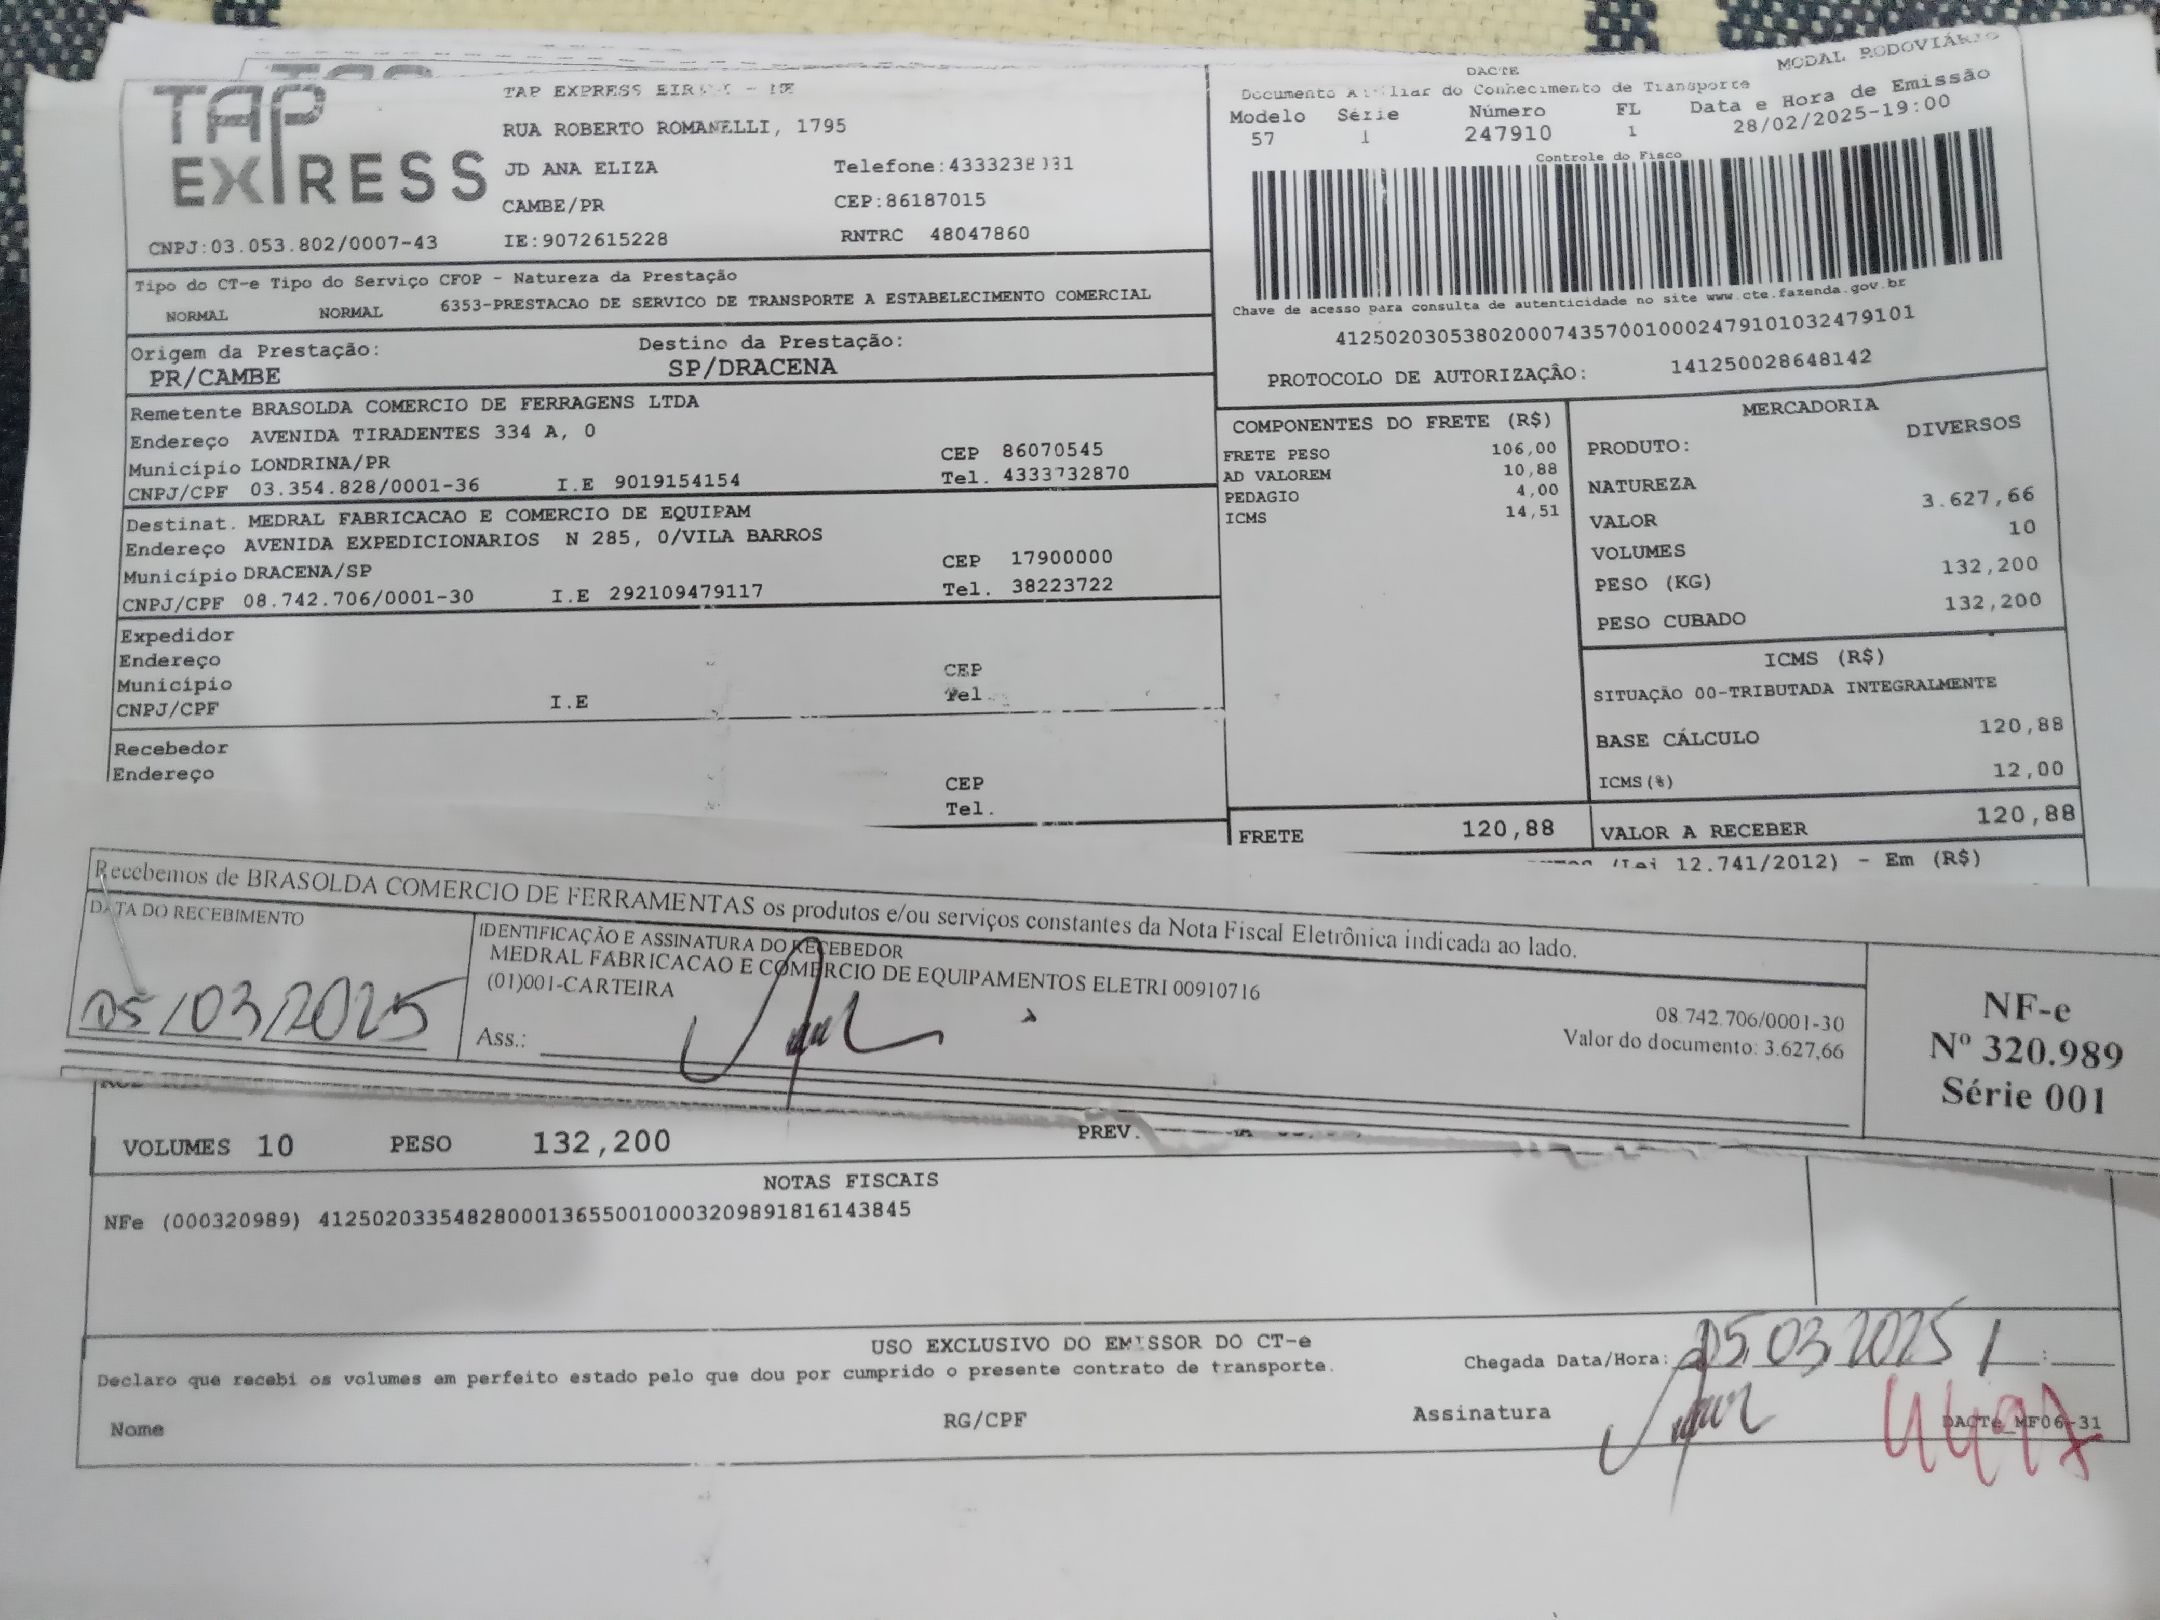 TAP EXPRESS
TAP EXPRESS
RUA ROBERTO ROMANELLI, 1795
JD ANA ELIZA Telefone:
CAMBE/PR CEP:86187015
CNPJ:03.053.802/0007-43 IE:9072615228 RNTRC 48047860
DACTE MODAL RODOVIÁRIO
Documento Auxiliar do Conhecimento de Transporte
Modelo Série Número FL Data e Hora de Emissão
57 1 247910 1 28/02/2025-19:00
Controle do Fisco
Chave de acesso para consulta de autenticidade no site www.cte.fazenda.gov.br
41250203053802000743570010002479101032479101
PROTOCOLO DE AUTORIZAÇÃO: 141250028648142
Tipo do CT-e Tipo do Serviço CFOP - Natureza da Prestação
NORMAL NORMAL 6353-PRESTACAO DE SERVICO DE TRANSPORTE A ESTABELECIMENTO COMERCIAL
Origem da Prestação: Destino da Prestação:
PR/CAMBE SP/DRACENA
Remetente BRASOLDA COMERCIO DE FERRAGENS LTDA
Endereço AVENIDA TIRADENTES 334 A, 0
Município LONDRINA/PR CEP 86070545
CNPJ/CPF 03.354.828/0001-36 I.E 9019154154 Tel. 4333732870
Destinat. MEDRAL FABRICACAO E COMERCIO DE EQUIPAM
Endereço AVENIDA EXPEDICIONARIOS N 285, 0/VILA BARROS
Município DRACENA/SP CEP 17900000
CNPJ/CPF 08.742.706/0001-30 I.E 292109479117 Tel. 38223722
Expedidor
Endereço
Município CEP
CNPJ/CPF I.E Tel.
Recebedor
Endereço
CEP
Tel.
COMPONENTES DO FRETE (R$)
FRETE PESO 106,00
AD VALOREM 10,88
PEDAGIO 4,00
ICMS 14,51
MERCADORIA
PRODUTO: DIVERSOS
NATUREZA
VALOR 3.627,66
VOLUMES 10
PESO (KG) 132,200
PESO CUBADO 132,200
ICMS (R$)
SITUAÇÃO 00-TRIBUTADA INTEGRALMENTE
BASE CÁLCULO 120,88
ICMS(%) 12,00
FRETE 120,88 VALOR A RECEBER 120,88
(Lei 12.741/2012) - Em (R$)
Recebemos de BRASOLDA COMERCIO DE FERRAMENTAS os produtos e/ou serviços constantes da Nota Fiscal Eletrônica indicada ao lado.
DATA DO RECEBIMENTO
05/03/2025
IDENTIFICAÇÃO E ASSINATURA DO RECEBEDOR
MEDRAL FABRICACAO E COMERCIO DE EQUIPAMENTOS ELETRI 00910716
(01)001-CARTEIRA
08.742.706/0001-30
Ass.: Valor do documento: 3.627,66
NF-e
Nº 320.989
Série 001
VOLUMES 10 PESO 132,200 PREV.
NOTAS FISCAIS
NFe (000320989) 41250203354828000136550010003209891816143845
USO EXCLUSIVO DO EMISSOR DO CT-e
Declaro que recebi os volumes em perfeito estado pelo que dou por cumprido o presente contrato de transporte.
Chegada Data/Hora: 05.03.2025
Nome RG/CPF Assinatura
DACTe_MF06-31